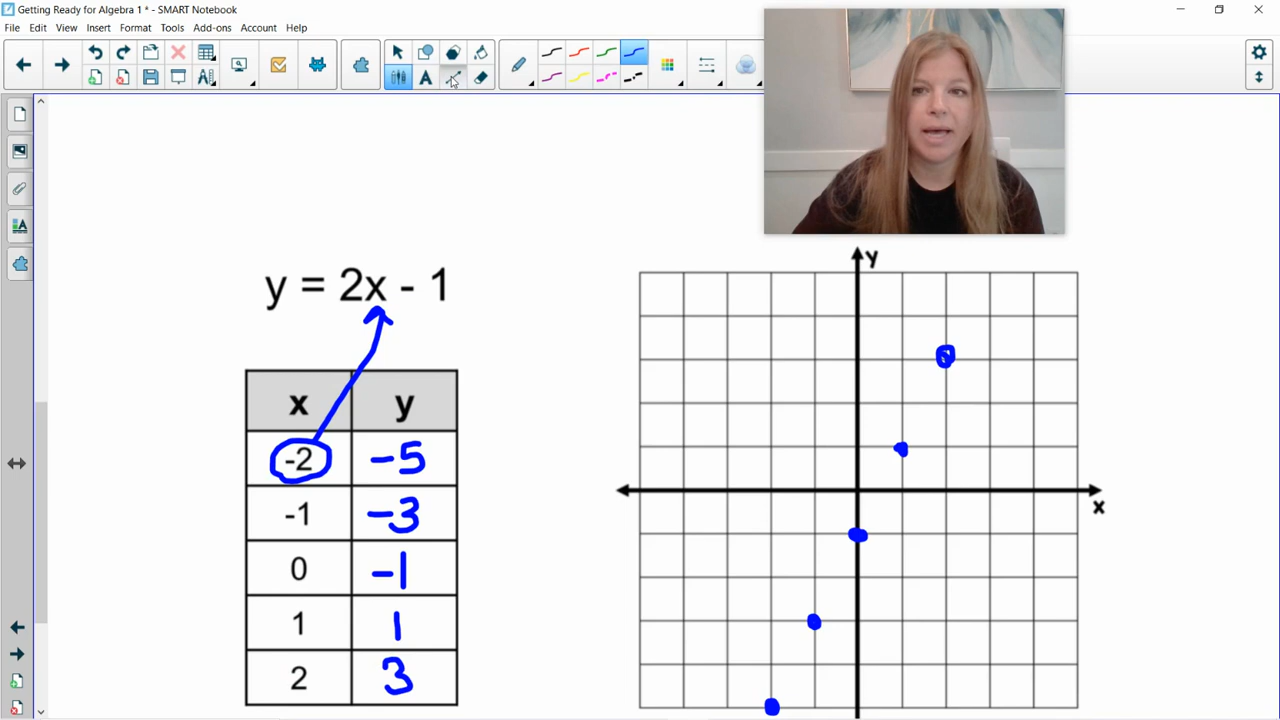 Getting Ready for Algebra 1 * - SMART Notebook
File Edit View Insert Format Tools Add-ons Account Help
y = 2x - 1
x y
-2 -5
-1 -3
0 -1
1 1
2 3
y
x